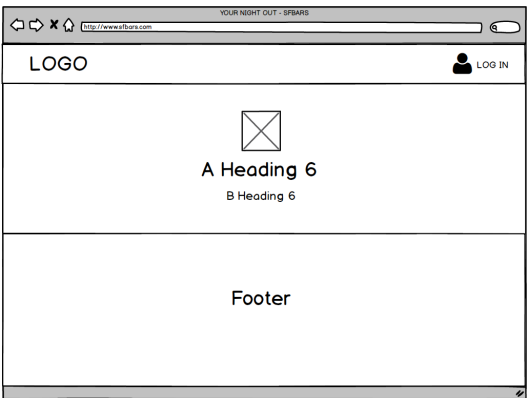 YOUR NIGHT OUT - SFBARS
http://www.sfbars.com
LOGO
LOG IN
A Heading 6
B Heading 6
Footer